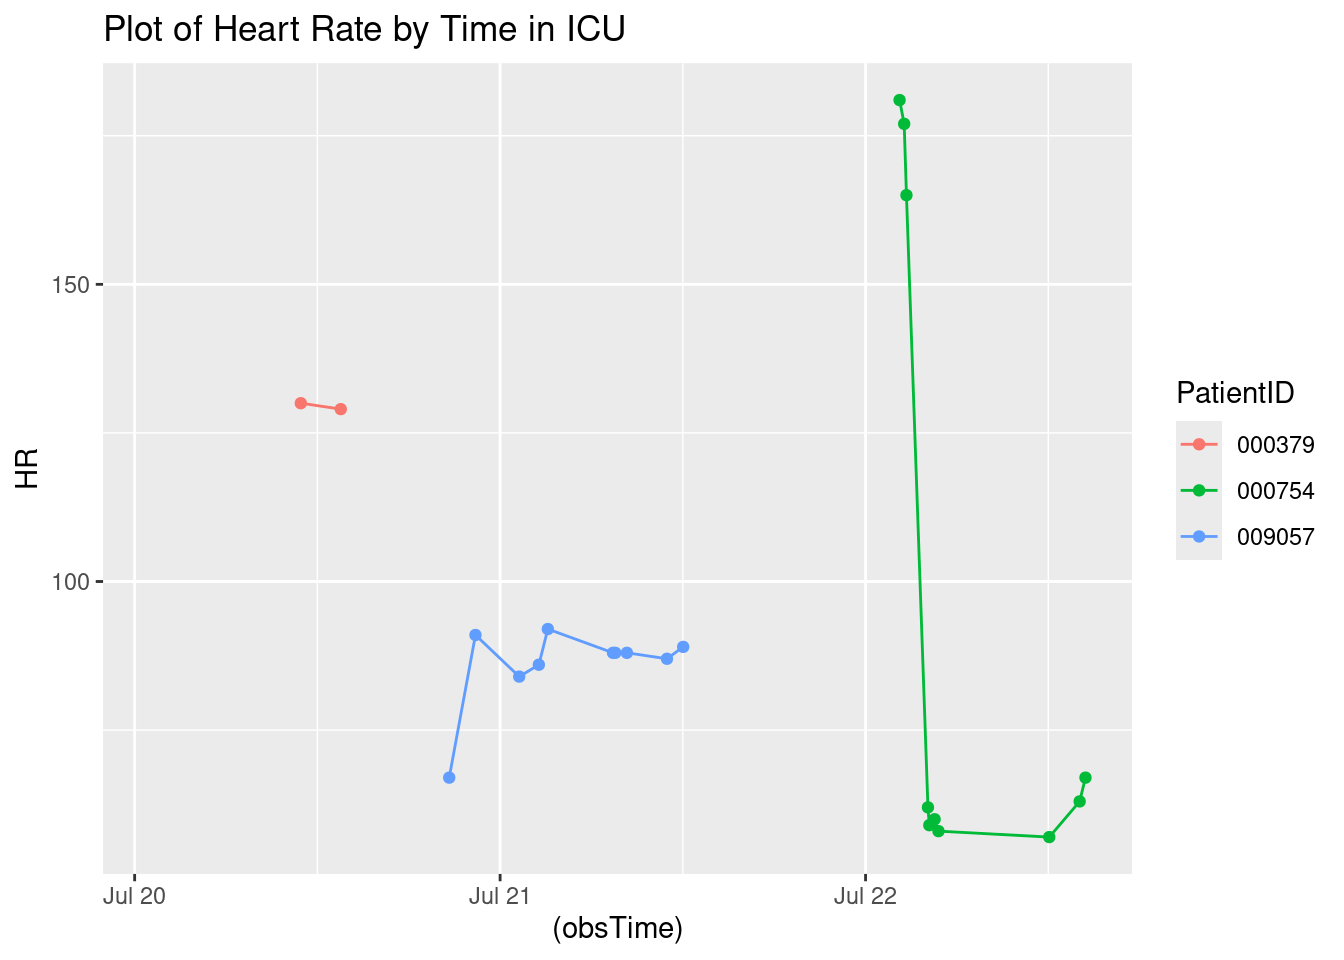 Plot of Heart Rate by Time in ICU
HR
150
100
Jul 20
Jul 21
Jul 22
(obsTime)
PatientID
000379
000754
009057